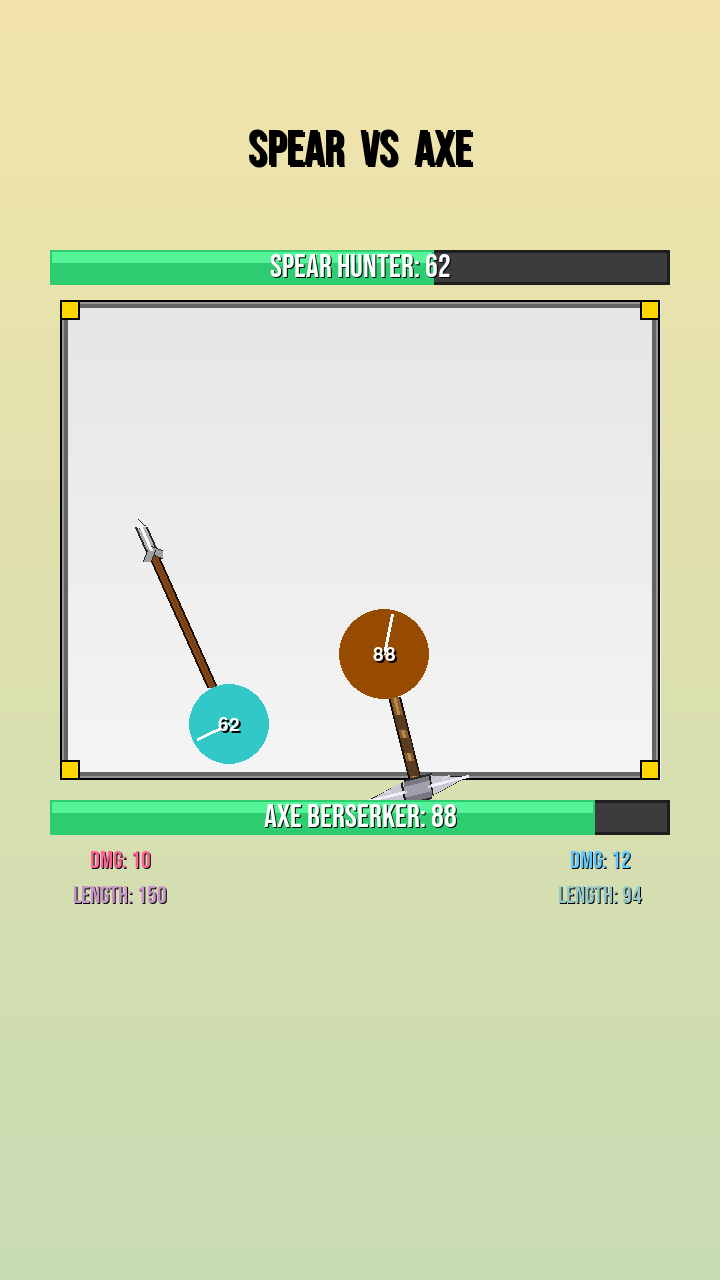 SPEAR VS AXE
SPEAR HUNTER: 62
62
88
AXE BERSERKER: 88
DMG: 10
DMG: 12
LENGTH: 150
LENGTH: 94